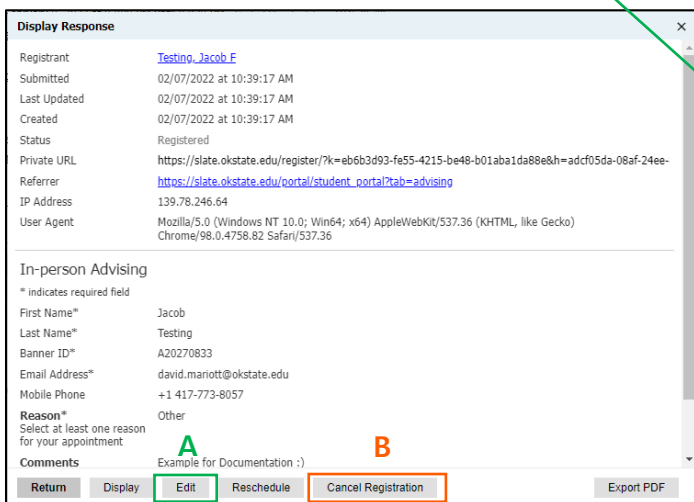 Display Response
×
Registrant Testing, Jacob F
Submitted 02/07/2022 at 10:39:17 AM
Last Updated 02/07/2022 at 10:39:17 AM
Created 02/07/2022 at 10:39:17 AM
Status Registered
Private URL https://slate.okstate.edu/register/?k=eb6b3d93-fe55-4215-be48-b01aba1da88e&h=adcf05da-08af-24ee-
Referrer https://slate.okstate.edu/portal/student_portal?tab=advising
IP Address 139.78.246.64
User Agent Mozilla/5.0 (Windows NT 10.0; Win64; x64) AppleWebKit/537.36 (KHTML, like Gecko)
Chrome/98.0.4758.82 Safari/537.36
In-person Advising
* indicates required field
First Name* Jacob
Last Name* Testing
Banner ID* A20270833
Email Address* david.mariott@okstate.edu
Mobile Phone +1 417-773-8057
Reason* Other
Select at least one reason
for your appointment
A B
Comments Example for Documentation :)
Return Display Edit Reschedule Cancel Registration Export PDF